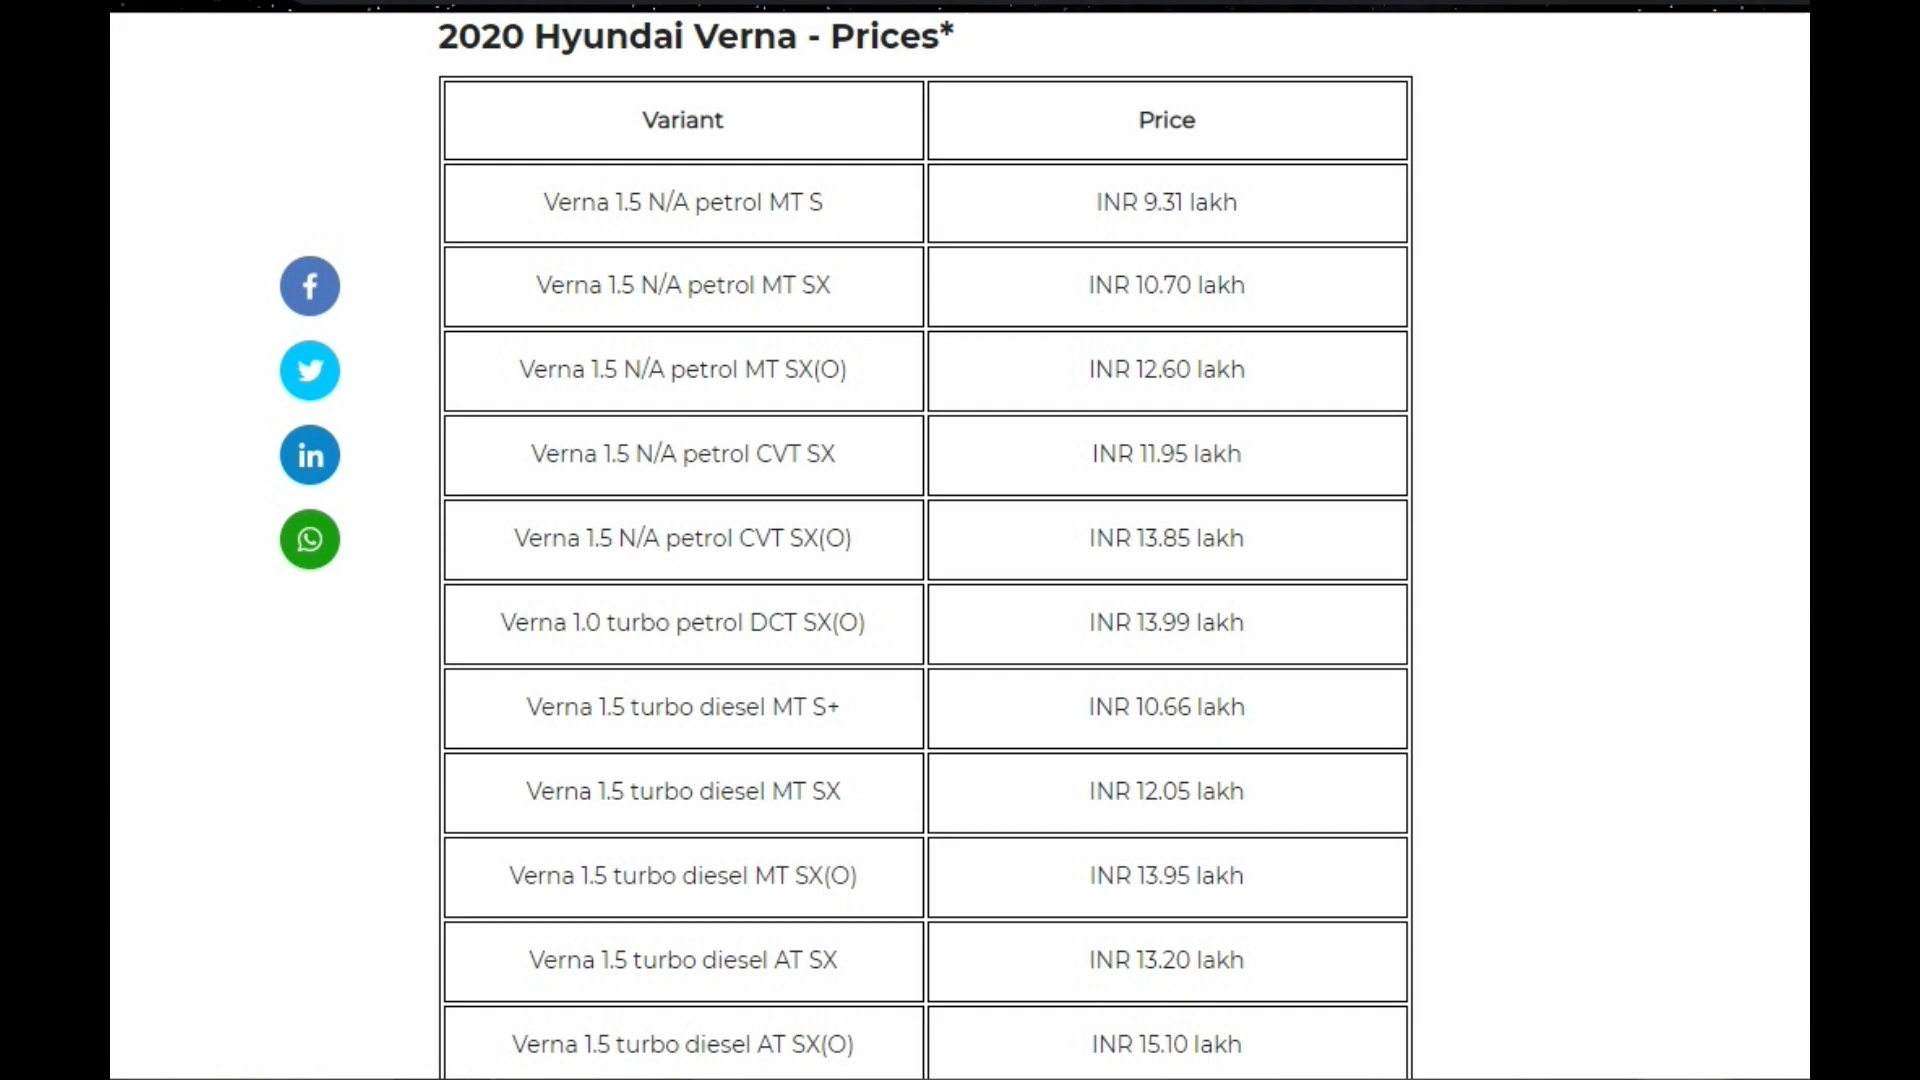 2020 Hyundai Verna - Prices*
Variant Price
Verna 1.5 N/A petrol MT S INR 9.31 lakh
Verna 1.5 N/A petrol MT SX INR 10.70 lakh
Verna 1.5 N/A petrol MT SX(O) INR 12.60 lakh
Verna 1.5 N/A petrol CVT SX INR 11.95 lakh
Verna 1.5 N/A petrol CVT SX(O) INR 13.85 lakh
Verna 1.0 turbo petrol DCT SX(O) INR 13.99 lakh
Verna 1.5 turbo diesel MT S+ INR 10.66 lakh
Verna 1.5 turbo diesel MT SX INR 12.05 lakh
Verna 1.5 turbo diesel MT SX(O) INR 13.95 lakh
Verna 1.5 turbo diesel AT SX INR 13.20 lakh
Verna 1.5 turbo diesel AT SX(O) INR 15.10 lakh